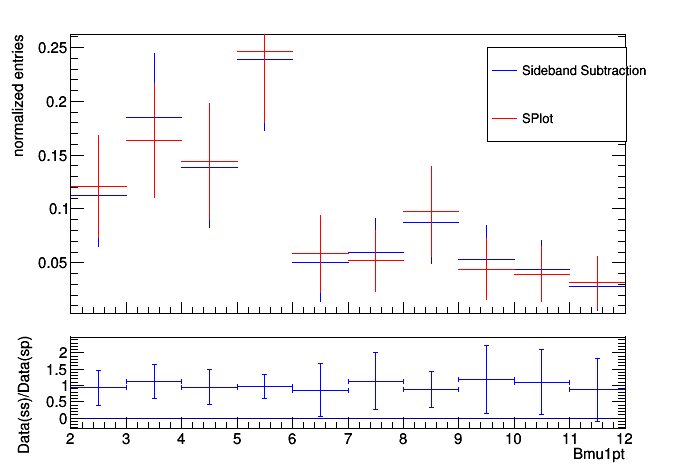 normalized entries
0.25
0.2
0.15
0.1
0.05
Sideband Subtraction
SPlot
Data(ss)/Data(sp)
2
1.5
1
0.5
0
2 3 4 5 6 7 8 9 10 11 12
Bmu1pt